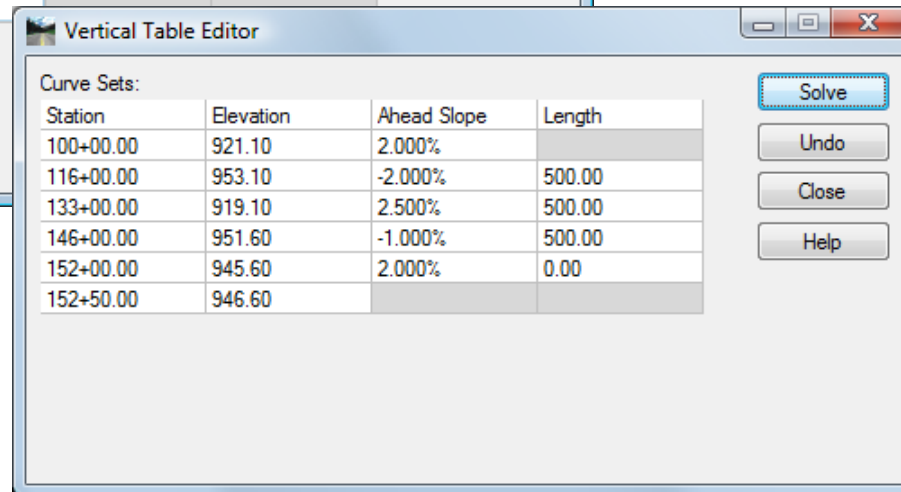 Vertical Table Editor
Curve Sets:
Station Elevation Ahead Slope Length
100+00.00 921.10 2.000%
116+00.00 953.10 -2.000% 500.00
133+00.00 919.10 2.500% 500.00
146+00.00 951.60 -1.000% 500.00
152+00.00 945.60 2.000% 0.00
152+50.00 946.60
Solve
Undo
Close
Help